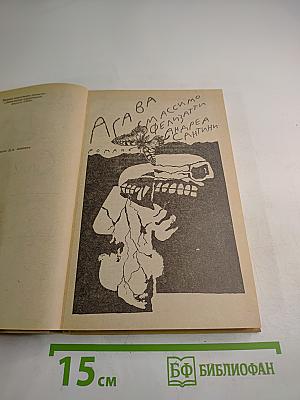 АГАВА
МАССИМО
ФЕЛИЗАТТИ
АНДРЕА
САНТИНИ
РОМАН
15 см
БФ БИБЛИОФАН